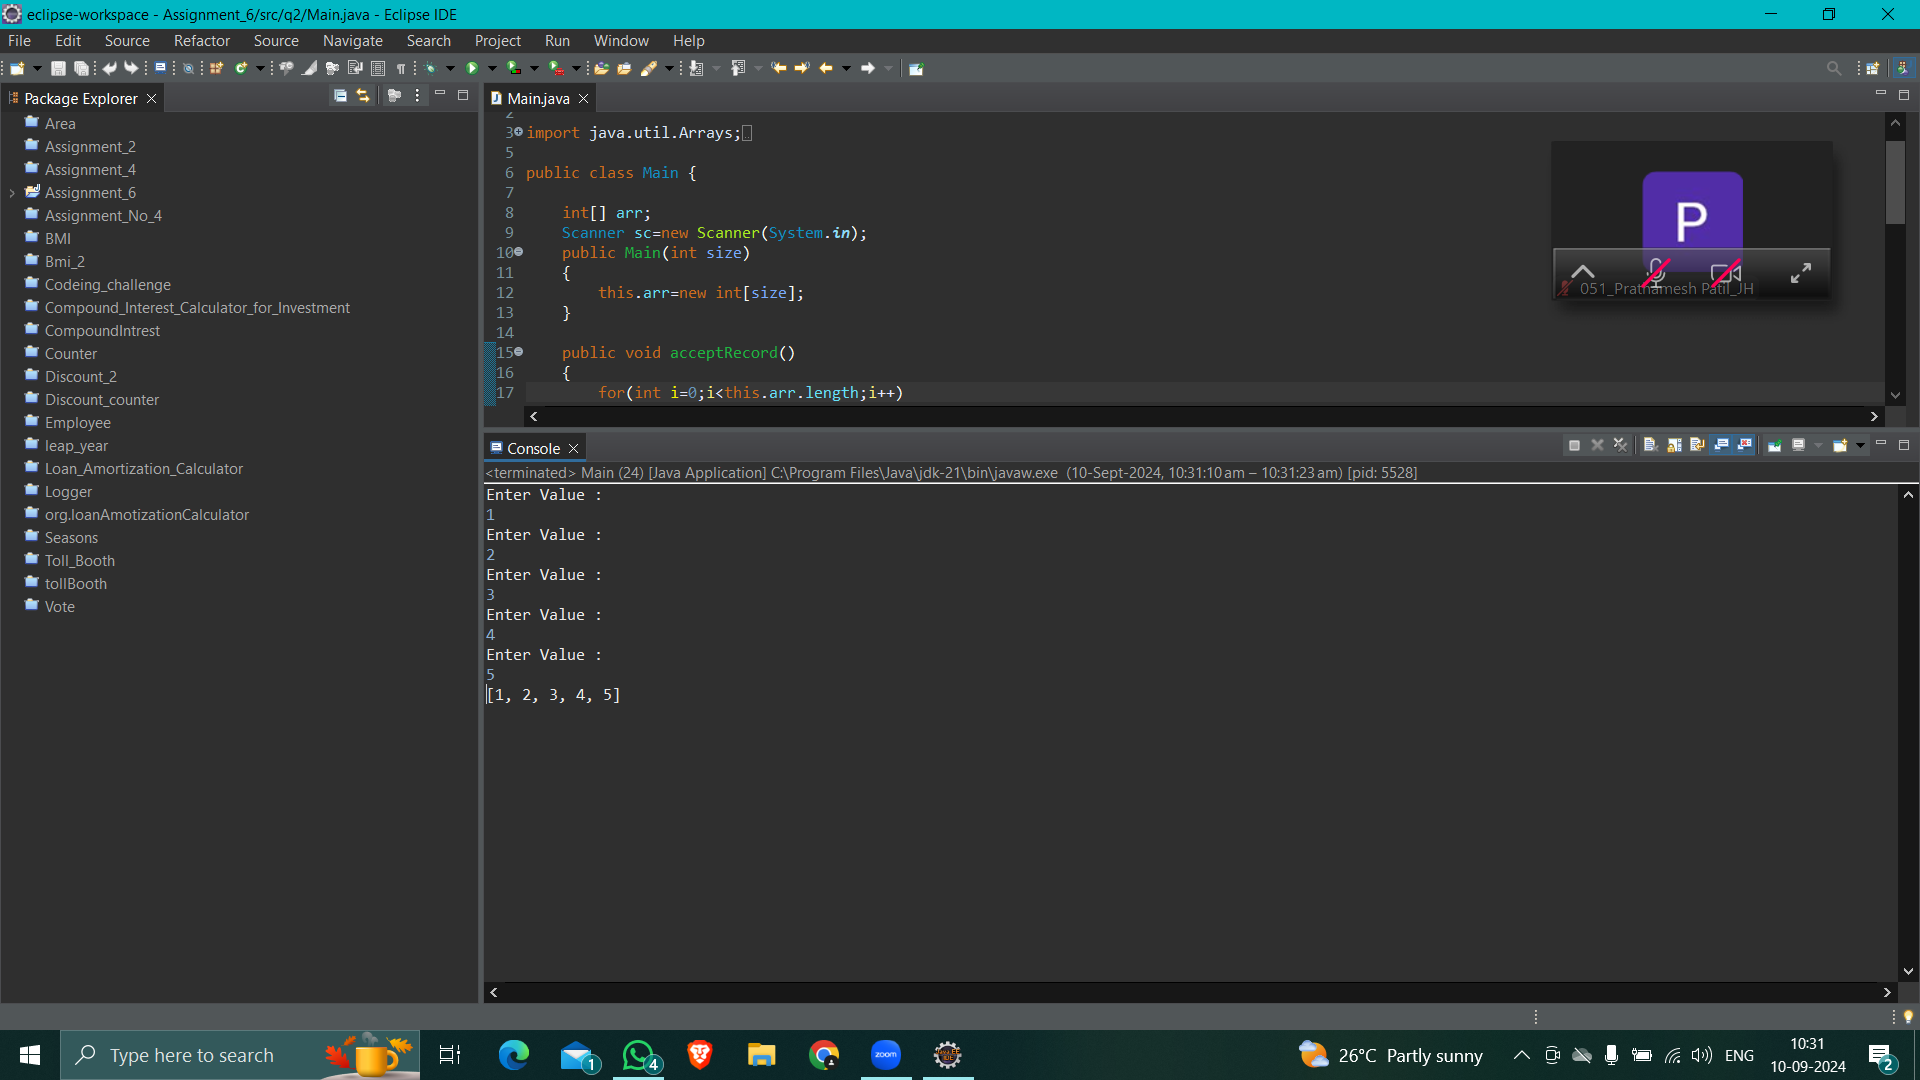 eclipse-workspace - Assignment_6/src/q2/Main.java - Eclipse IDE
File Edit Source Refactor Source Navigate Search Project Run Window Help
Package Explorer
Area
Assignment_2
Assignment_4
Assignment_6
Assignment_No_4
BMI
Bmi_2
Codeing_challenge
Compound_Interest_Calculator_for_Investment
CompoundIntrest
Counter
Discount_2
Discount_counter
Employee
leap_year
Loan_Amortization_Calculator
Logger
org.loanAmotizationCalculator
Seasons
Toll_Booth
tollBooth
Vote
Main.java
2
3 import java.util.Arrays;
5
6 public class Main {
7
8 int[] arr;
9 Scanner sc=new Scanner(System.in);
10 public Main(int size)
11 {
12 this.arr=new int[size];
13 }
14
15 public void acceptRecord()
16 {
17 for(int i=0;i<this.arr.length;i++)
P
051_Prathamesh Patil_JH
Console
<terminated> Main (24) [Java Application] C:\Program Files\Java\jdk-21\bin\javaw.exe (10-Sept-2024, 10:31:10 am – 10:31:23 am) [pid: 5528]
Enter Value :
1
Enter Value :
2
Enter Value :
3
Enter Value :
4
Enter Value :
5
[1, 2, 3, 4, 5]
Type here to search
1
4
zoom
26°C Partly sunny
ENG
10:31
10-09-2024
2